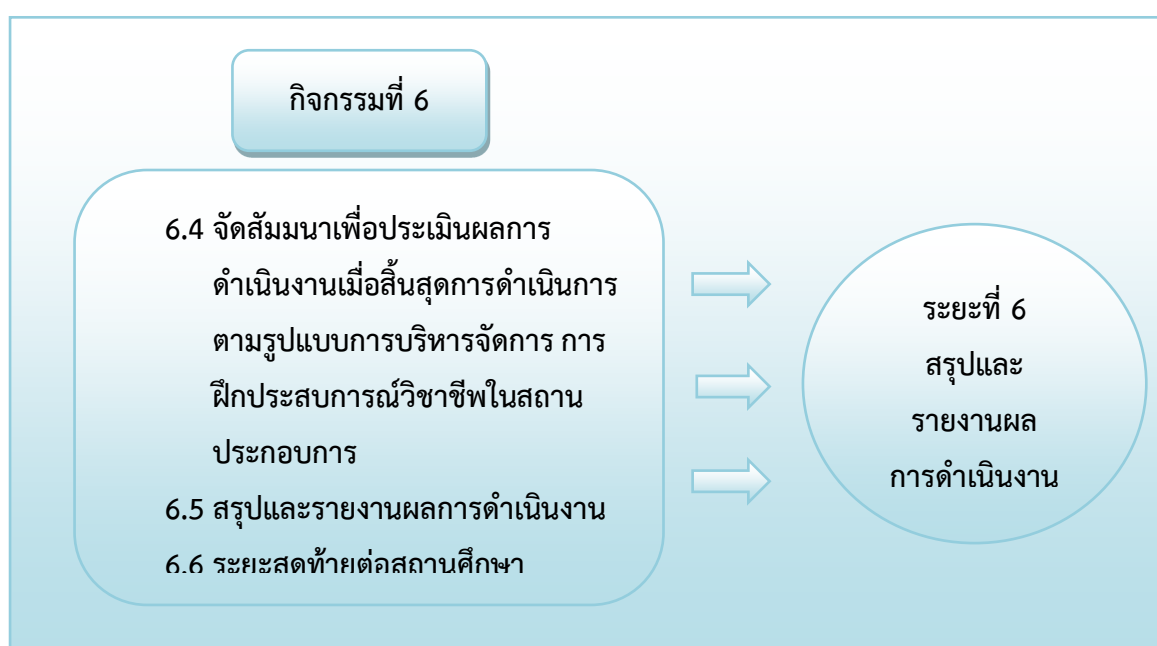 กิจกรรมที่ 6
6.4 จัดสัมมนาเพื่อประเมินผลการ
ดำเนินงานเมื่อสิ้นสุดการดำเนินการ
ตามรูปแบบการบริหารจัดการ การ
ฝึกประสบการณ์วิชาชีพในสถาน
ประกอบการ
6.5 สรุปและรายงานผลการดำเนินงาน
6.6 ระยะสุดท้ายต่อสถานศึกษา
ระยะที่ 6
สรุปและ
รายงานผล
การดำเนินงาน